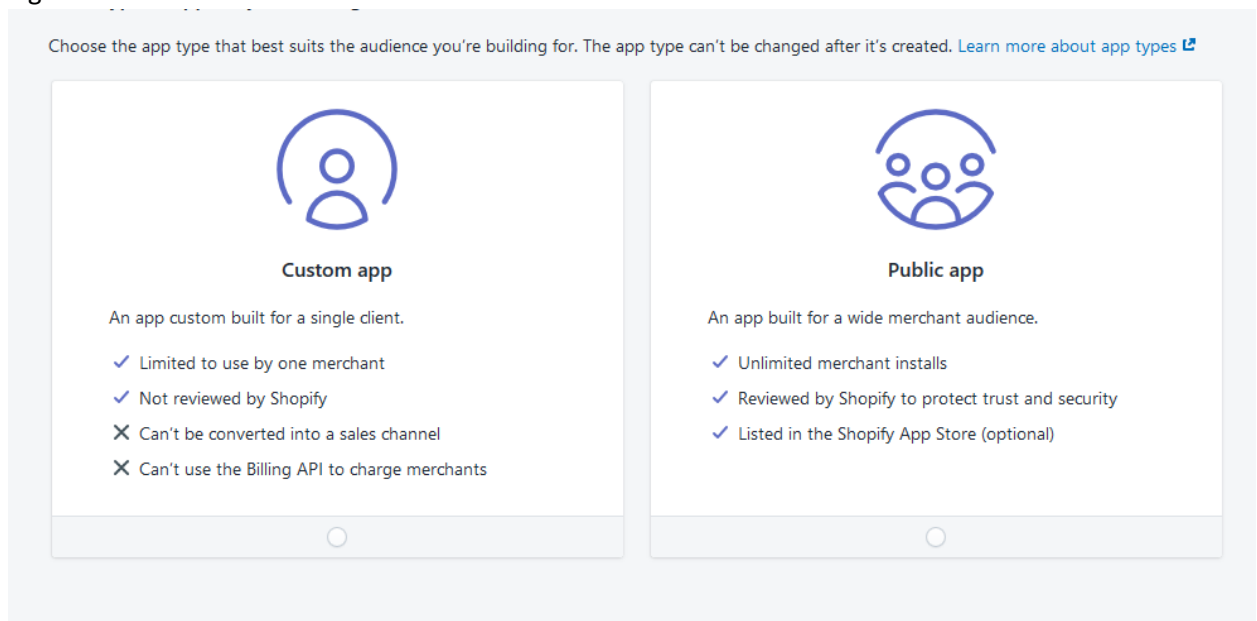 Choose the app type that best suits the audience you're building for. The app type can't be changed after it's created. Learn more about app types
Custom app
An app custom built for a single client.
Limited to use by one merchant
Not reviewed by Shopify
Can't be converted into a sales channel
Can't use the Billing API to charge merchants
Public app
An app built for a wide merchant audience.
Unlimited merchant installs
Reviewed by Shopify to protect trust and security
Listed in the Shopify App Store (optional)